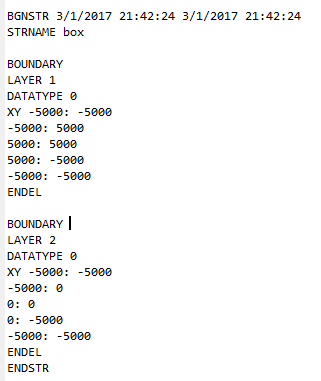 BGNSTR 3/1/2017 21:42:24 3/1/2017 21:42:24
STRNAME box
BOUNDARY
LAYER 1
DATATYPE 0
XY -5000: -5000
-5000: 5000
5000: 5000
5000: -5000
-5000: -5000
ENDEL
BOUNDARY
LAYER 2
DATATYPE 0
XY -5000: -5000
-5000: 0
0: 0
0: -5000
-5000: -5000
ENDEL
ENDSTR